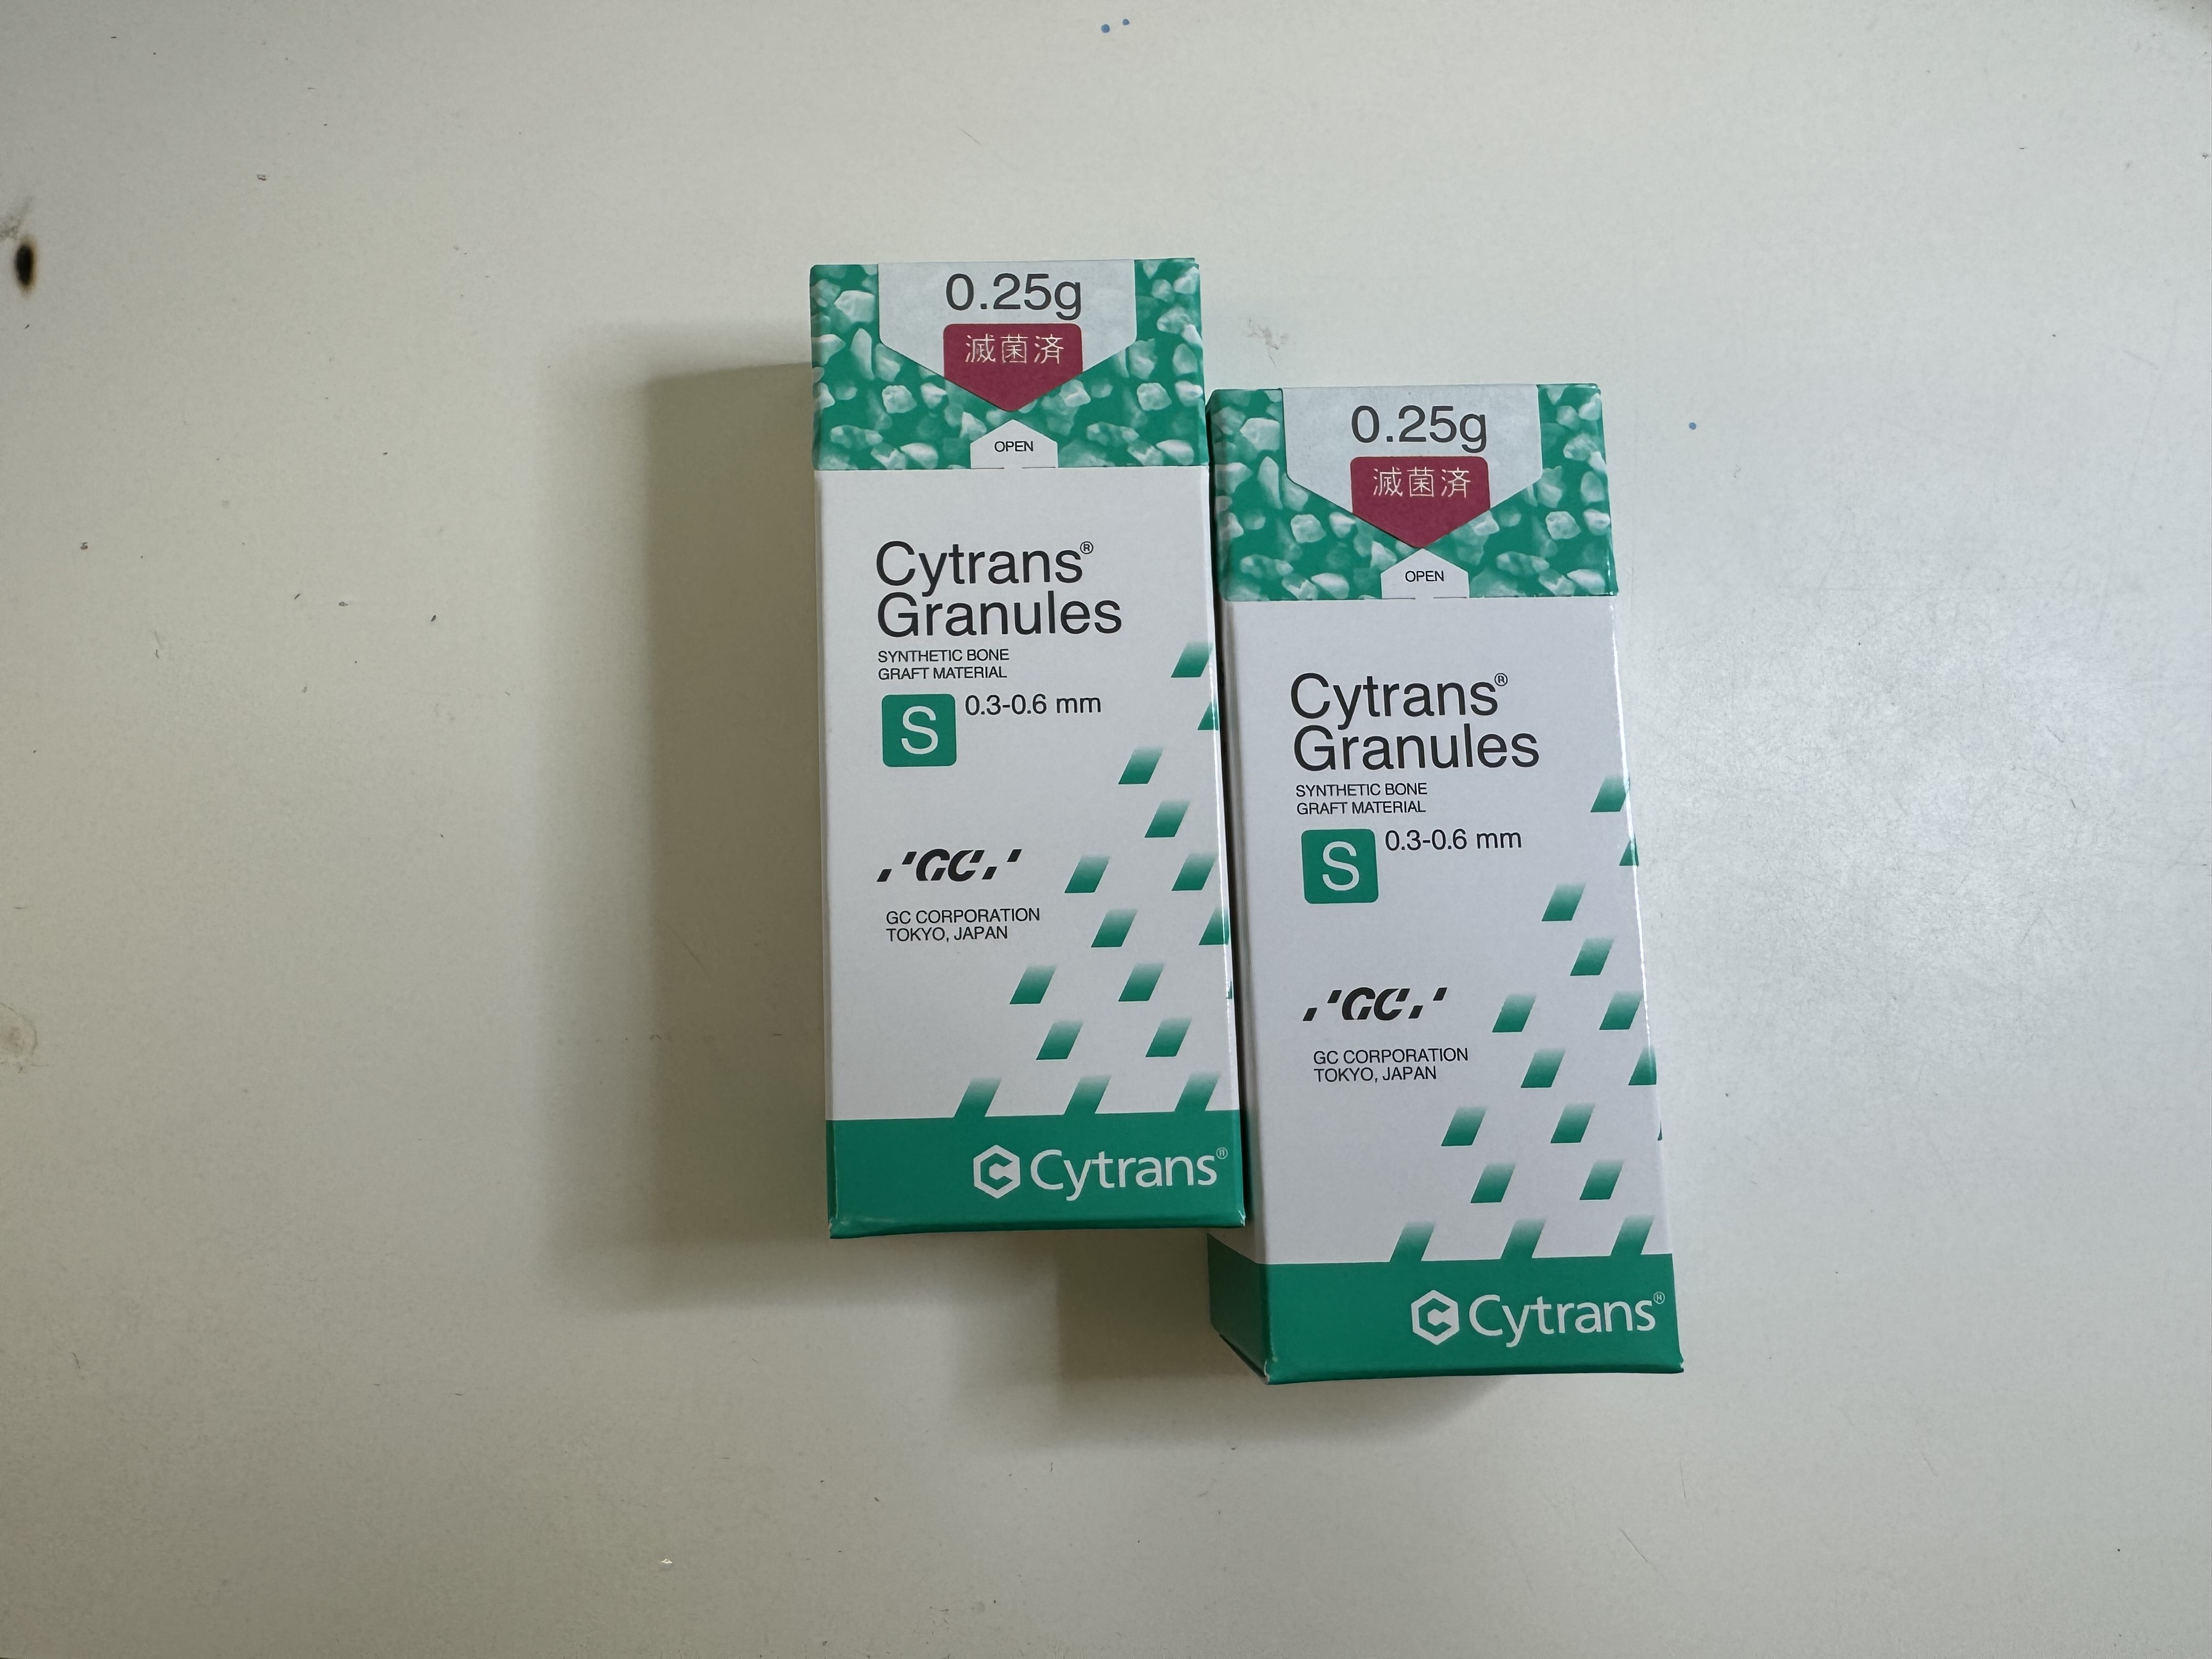 0.25g
滅菌済
OPEN
Cytrans®
Granules
SYNTHETIC BONE
GRAFT MATERIAL
S 0.3-0.6 mm
GC
GC CORPORATION
TOKYO, JAPAN
Cytrans®
0.25g
滅菌済
OPEN
Cytrans®
Granules
SYNTHETIC BONE
GRAFT MATERIAL
S 0.3-0.6 mm
GC
GC CORPORATION
TOKYO, JAPAN
Cytrans®